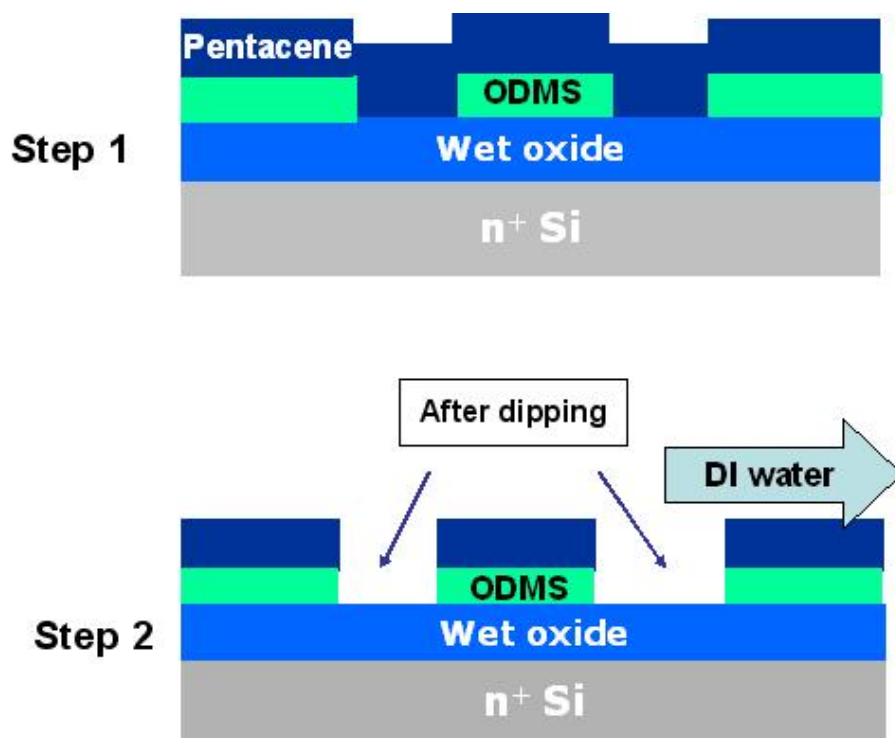 Pentacene
ODMS
Step 1
Wet oxide
n⁺ Si
After dipping
DI water
ODMS
Step 2
Wet oxide
n⁺ Si